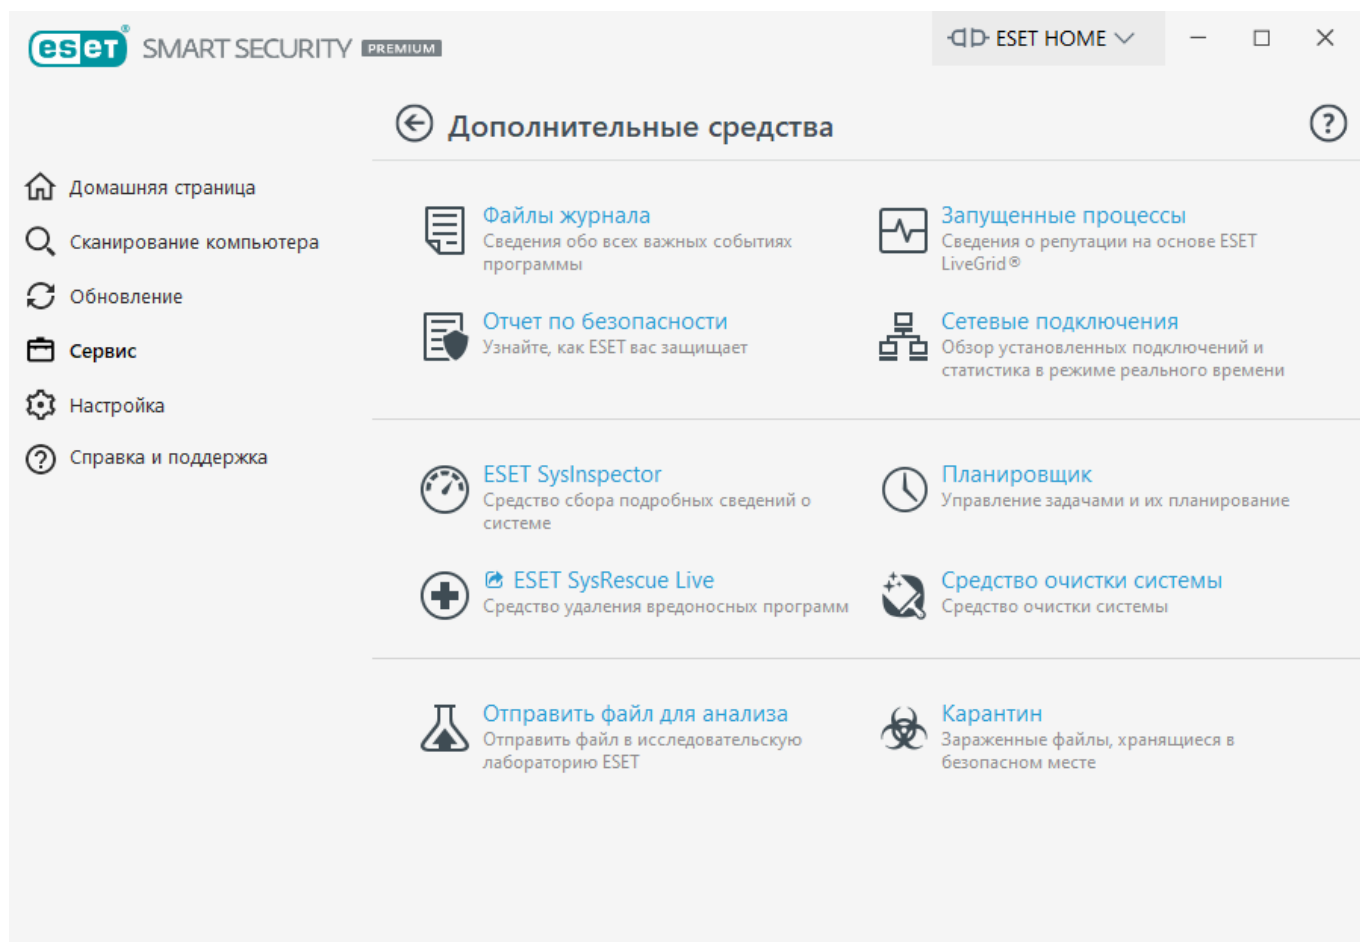 eset® SMART SECURITY PREMIUM
ESET HOME
Дополнительные средства
Домашняя страница
Сканирование компьютера
Обновление
Сервис
Настройка
Справка и поддержка
Файлы журнала
Сведения обо всех важных событиях
программы
Запущенные процессы
Сведения о репутации на основе ESET
LiveGrid®
Отчет по безопасности
Узнайте, как ESET вас защищает
Сетевые подключения
Обзор установленных подключений и
статистика в режиме реального времени
ESET SysInspector
Средство сбора подробных сведений о
системе
Планировщик
Управление задачами и их планирование
ESET SysRescue Live
Средство удаления вредоносных программ
Средство очистки системы
Средство очистки системы
Отправить файл для анализа
Отправить файл в исследовательскую
лабораторию ESET
Карантин
Зараженные файлы, хранящиеся в
безопасном месте